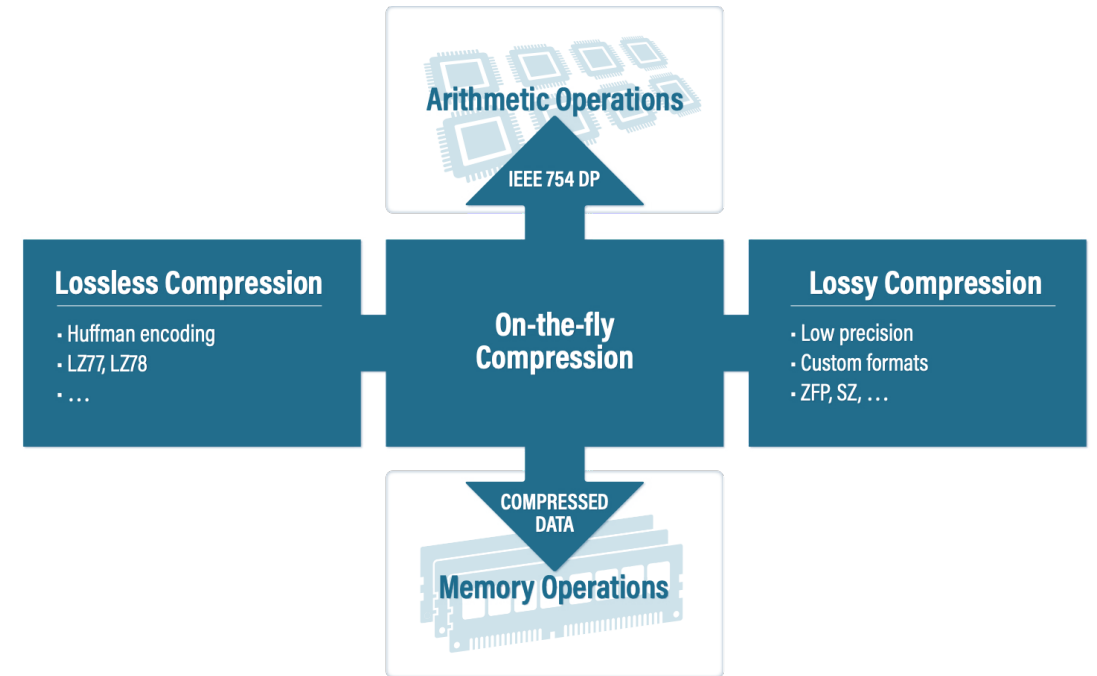 Arithmetic Operations
IEEE 754 DP
Lossless Compression
▪ Huffman encoding
▪ LZ77, LZ78
▪ ...
On-the-fly
Compression
Lossy Compression
▪ Low precision
▪ Custom formats
▪ ZFP, SZ, ...
COMPRESSED
DATA
Memory Operations